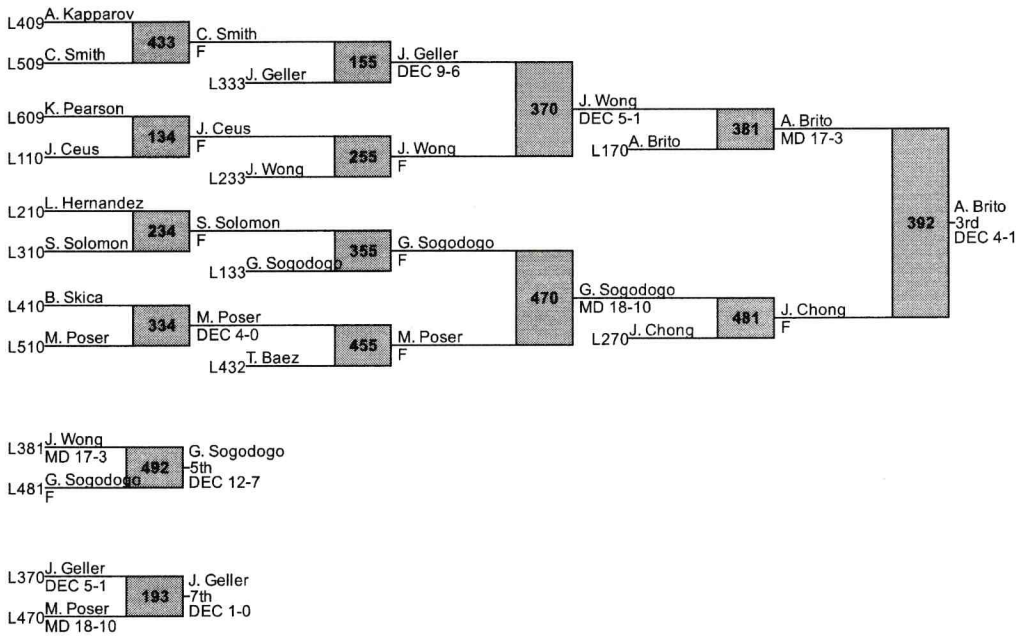 L409 A. Kapparov
433
L509 C. Smith
C. Smith
F
155
L333 J. Geller
J. Geller
DEC 9-6
L609 K. Pearson
134
L110 J. Ceus
J. Ceus
F
255
L233 J. Wong
J. Wong
F
370
J. Wong
DEC 5-1
381
L170 A. Brito
A. Brito
MD 17-3
L210 L. Hernandez
234
L310 S. Solomon
S. Solomon
F
355
L133 G. Sogodogo
G. Sogodogo
F
L410 B. Skica
334
L510 M. Poser
M. Poser
DEC 4-0
455
L432 T. Baez
M. Poser
F
470
G. Sogodogo
MD 18-10
481
L270 J. Chong
J. Chong
F
392
A. Brito
3rd
DEC 4-1
L381 J. Wong
MD 17-3
492
L481 G. Sogodogo
F
G. Sogodogo
5th
DEC 12-7
L370 J. Geller
DEC 5-1
193
L470 M. Poser
MD 18-10
J. Geller
7th
DEC 1-0